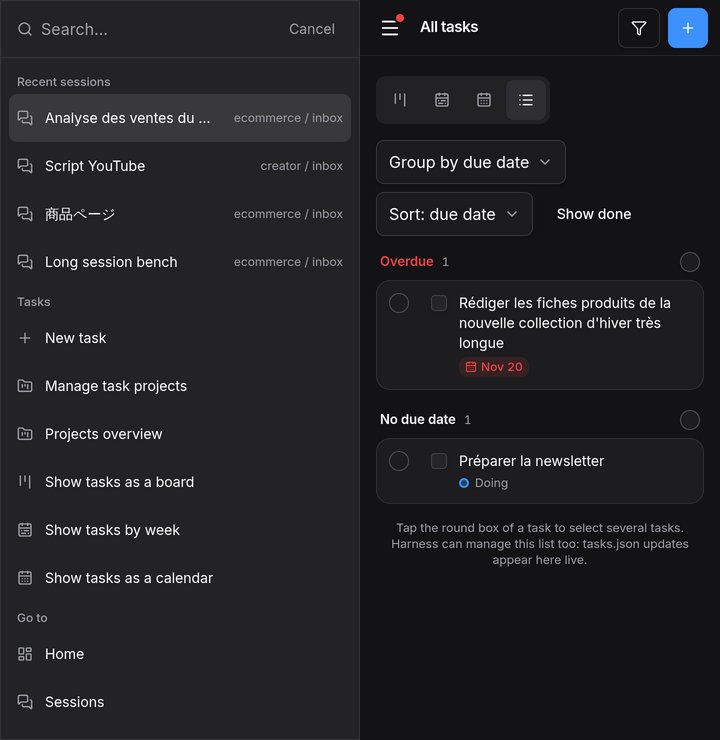 Search...
Cancel
Recent sessions
Analyse des ventes du ...
ecommerce / inbox
Script YouTube
creator / inbox
商品ページ
ecommerce / inbox
Long session bench
ecommerce / inbox
Tasks
New task
Manage task projects
Projects overview
Show tasks as a board
Show tasks by week
Show tasks as a calendar
Go to
Home
Sessions
All tasks
Group by due date
Sort: due date
Show done
Overdue 1
Rédiger les fiches produits de la
nouvelle collection d'hiver très
longue
Nov 20
No due date 1
Préparer la newsletter
Doing
Tap the round box of a task to select several tasks.
Harness can manage this list too: tasks.json updates
appear here live.